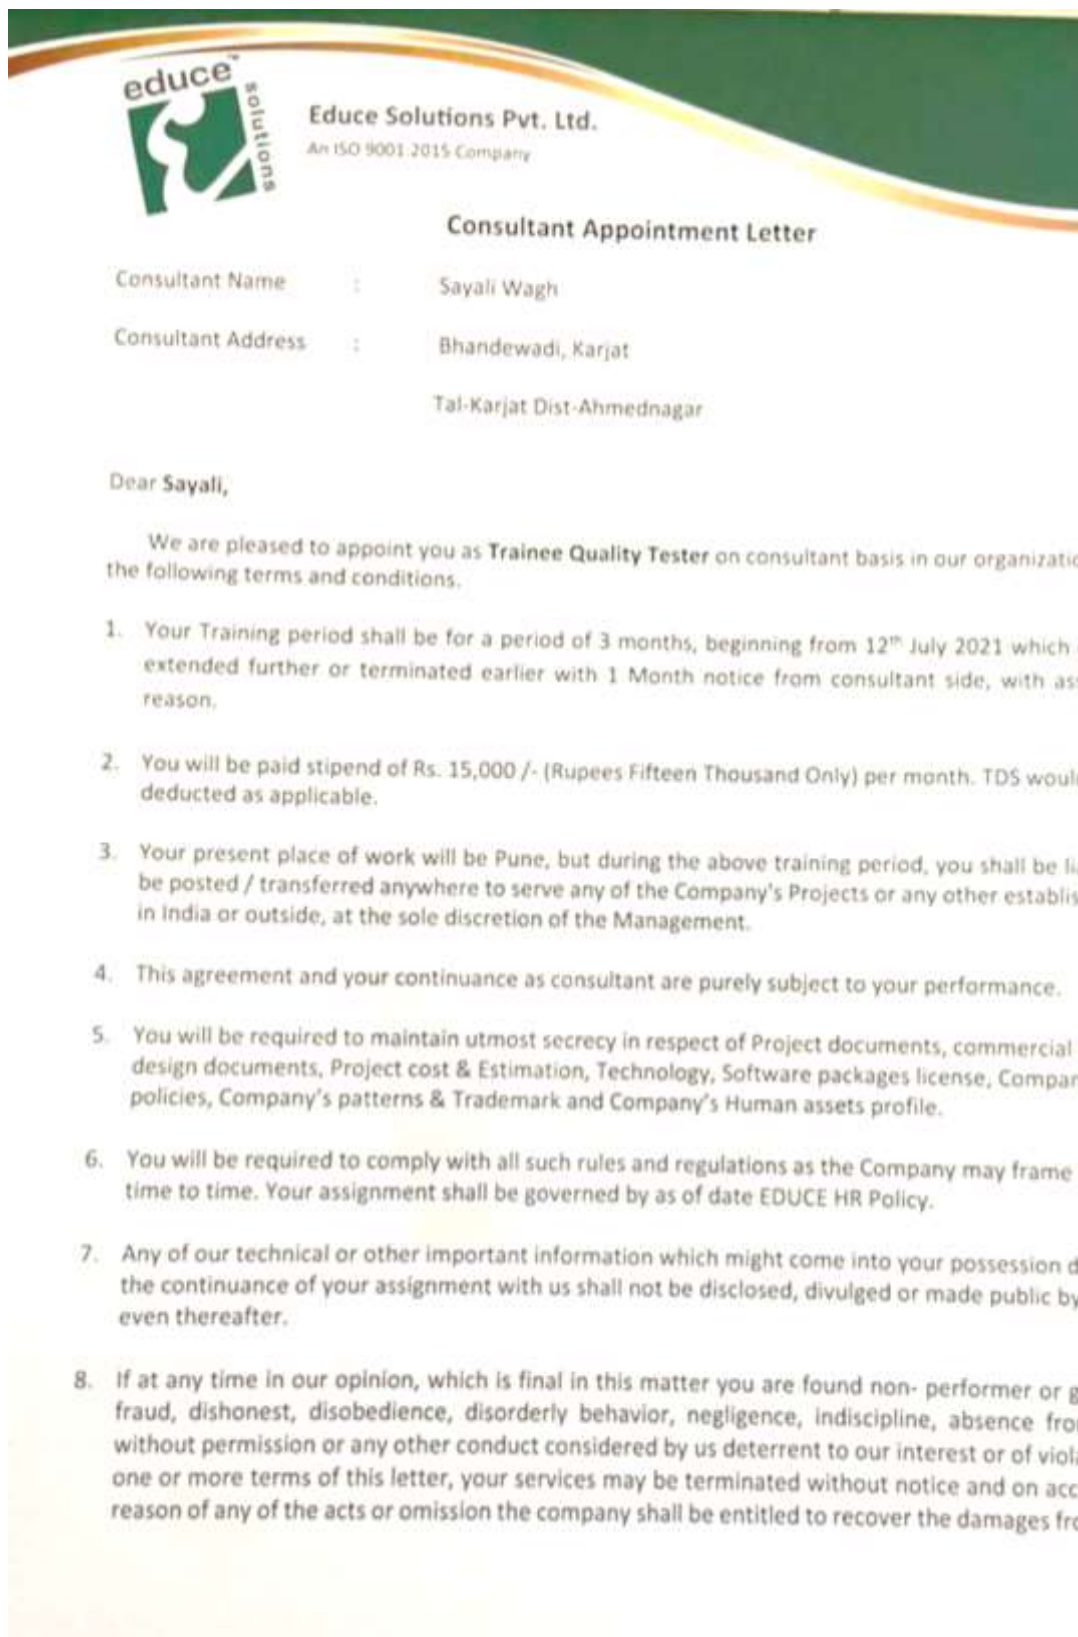 educe™
solutions
Educe Solutions Pvt. Ltd.
An ISO 9001 2015 Company
Consultant Appointment Letter
Consultant Name : Sayali Wagh
Consultant Address : Bhandewadi, Karjat
Tal-Karjat Dist-Ahmednagar
Dear Sayali,
We are pleased to appoint you as Trainee Quality Tester on consultant basis in our organizatio
the following terms and conditions.
1. Your Training period shall be for a period of 3 months, beginning from 12th July 2021 which
extended further or terminated earlier with 1 Month notice from consultant side, with as
reason.
2. You will be paid stipend of Rs. 15,000 /- (Rupees Fifteen Thousand Only) per month. TDS woul
deducted as applicable.
3. Your present place of work will be Pune, but during the above training period, you shall be li
be posted / transferred anywhere to serve any of the Company's Projects or any other establis
in India or outside, at the sole discretion of the Management.
4. This agreement and your continuance as consultant are purely subject to your performance.
5. You will be required to maintain utmost secrecy in respect of Project documents, commercial
design documents, Project cost & Estimation, Technology, Software packages license, Compan
policies, Company's patterns & Trademark and Company's Human assets profile.
6. You will be required to comply with all such rules and regulations as the Company may frame
time to time. Your assignment shall be governed by as of date EDUCE HR Policy.
7. Any of our technical or other important information which might come into your possession d
the continuance of your assignment with us shall not be disclosed, divulged or made public by
even thereafter.
8. If at any time in our opinion, which is final in this matter you are found non- performer or g
fraud, dishonest, disobedience, disorderly behavior, negligence, indiscipline, absence fro
without permission or any other conduct considered by us deterrent to our interest or of viola
one or more terms of this letter, your services may be terminated without notice and on acc
reason of any of the acts or omission the company shall be entitled to recover the damages fro